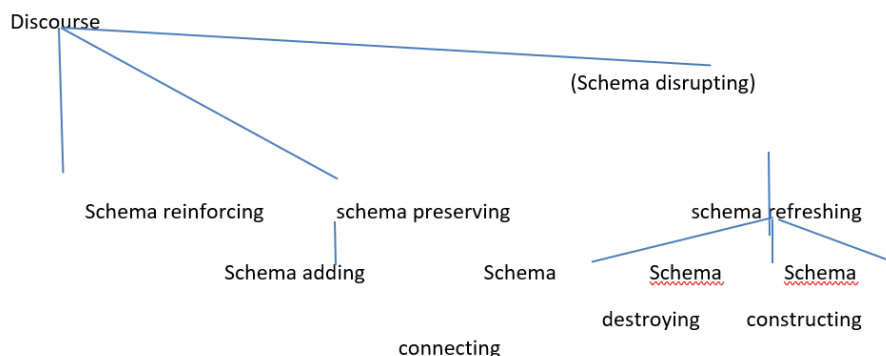 Discourse
(Schema disrupting)
Schema reinforcing schema preserving schema refreshing
Schema adding Schema Schema Schema
destroying constructing
connecting